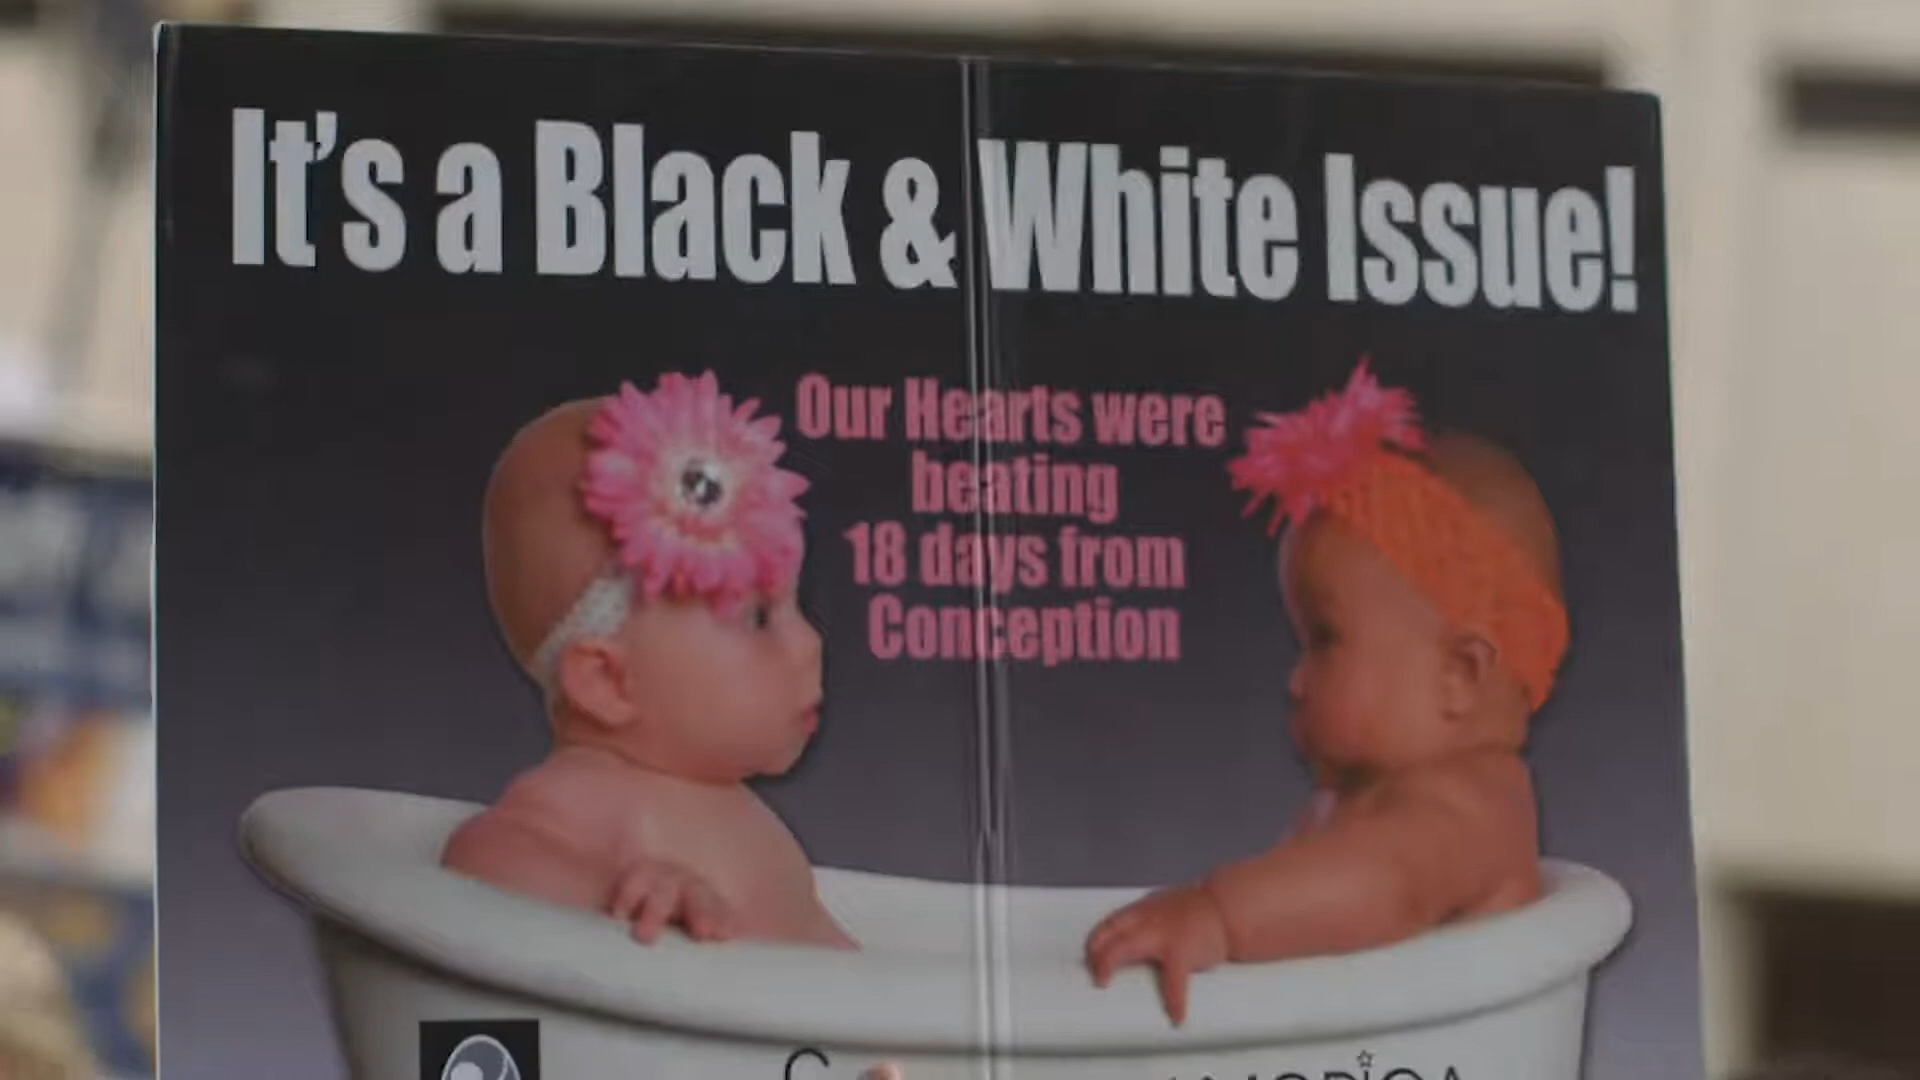 It's a Black & White Issue!
Our Hearts were
beating
18 days from
Conception